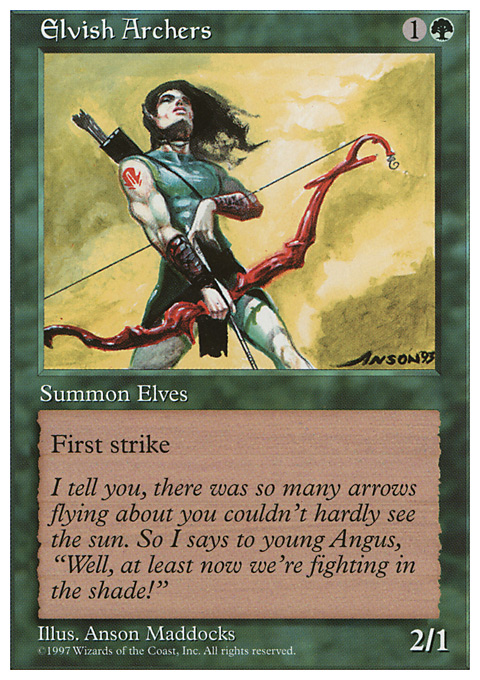 Elvish Archers 1
ANSON 93
Summon Elves
First strike
I tell you, there was so many arrows
flying about you couldn't hardly see
the sun. So I says to young Angus,
“Well, at least now we're fighting in
the shade!”
Illus. Anson Maddocks
©1997 Wizards of the Coast, Inc. All rights reserved.
2/1